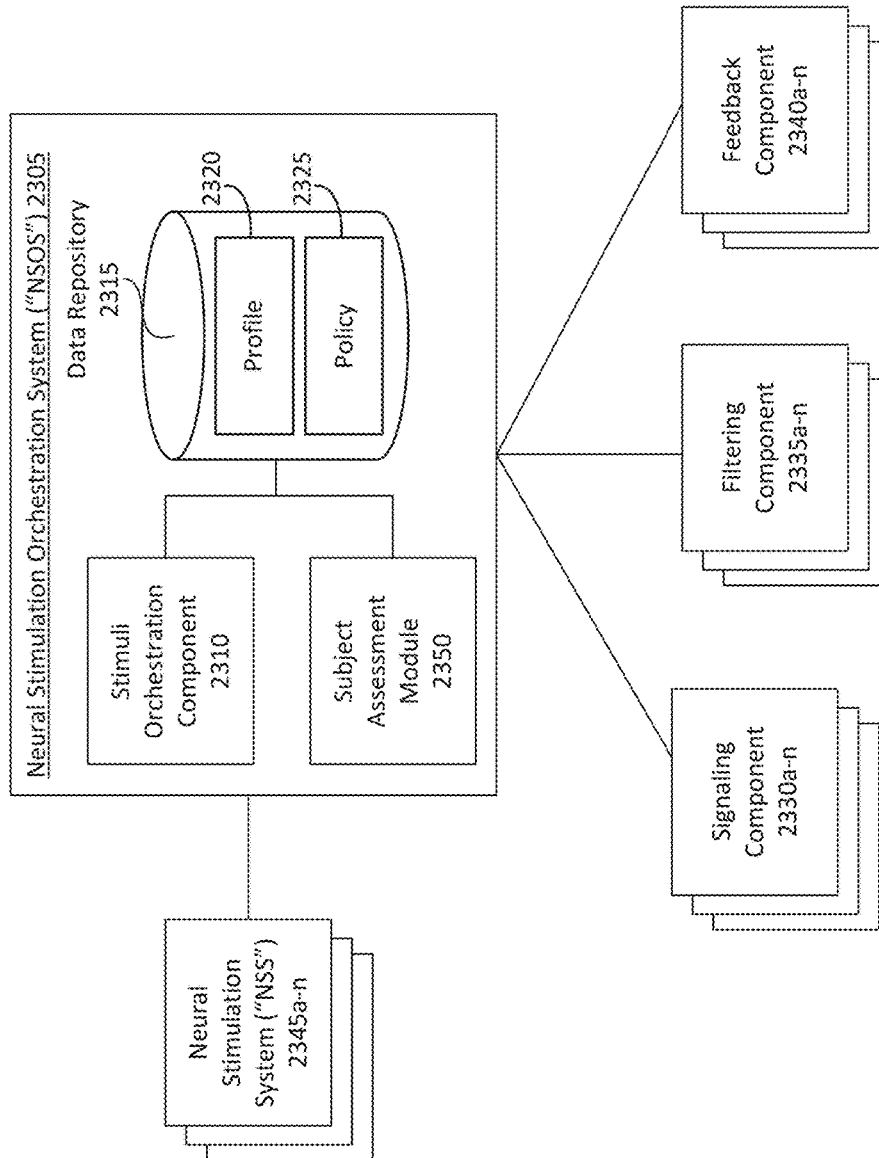 Neural Stimulation Orchestration System ("NSOS") 2305
Data Repository
2315
Profile
2320
Policy
2325
Stimuli
Orchestration
Component
2310
Subject
Assessment
Module
2350
Neural
Stimulation
System ("NSS")
2345a-n
Signaling
Component
2330a-n
Filtering
Component
2335a-n
Feedback
Component
2340a-n